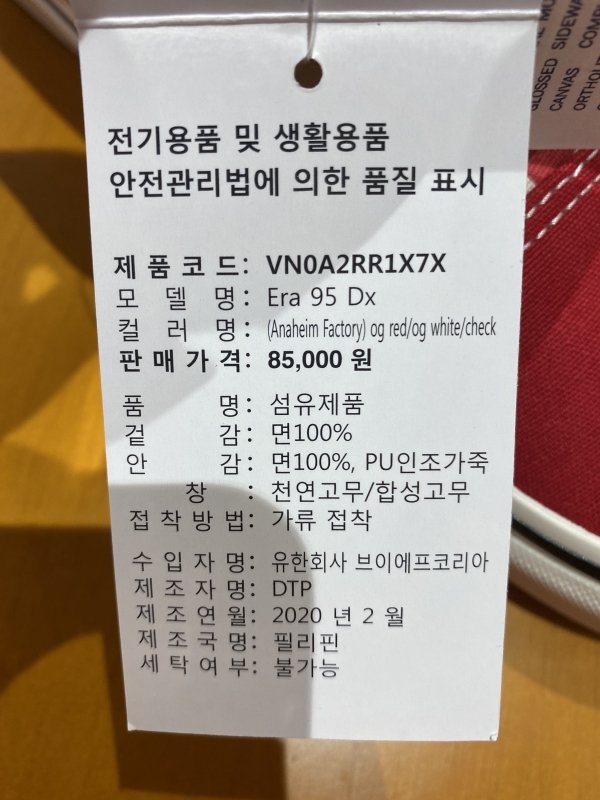 전기용품 및 생활용품
안전관리법에 의한 품질 표시
제 품 코 드 : VN0A2RR1X7X
모 델 명 : Era 95 Dx
컬 러 명 : (Anaheim Factory) og red/og white/check
판 매 가 격 : 85,000 원
품 명 : 섬유제품
겉 감 : 면100%
안 감 : 면100%, PU인조가죽
창 : 천연고무/합성고무
접 착 방 법 : 가류 접착
수 입 자 명 : 유한회사 브이에프코리아
제 조 자 명 : DTP
제 조 연 월 : 2020 년 2 월
제 조 국 명 : 필리핀
세 탁 여 부 : 불가능
GLOSSED SIDEWA
CANVAS COMP
ORTHOLI